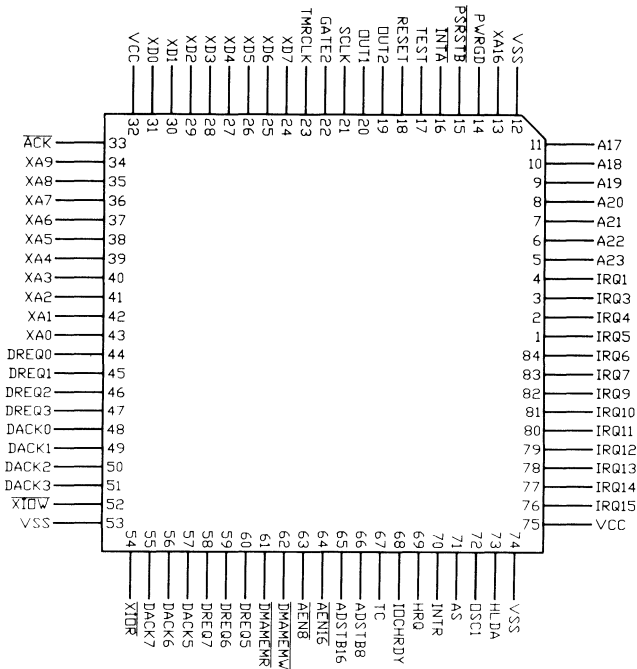 VCC XD0 XD1 XD2 XD3 XD4 XD5 XD6 XD7 TMRCLK GATE2 SCLK OUT1 OUT2 RESET TEST INTA PSRSTB PWRGD XA16 VSS
32 31 30 29 28 27 26 25 24 23 22 21 20 19 18 17 16 15 14 13 12
ACK 33
XA9 34
XA8 35
XA7 36
XA6 37
XA5 38
XA4 39
XA3 40
XA2 41
XA1 42
XA0 43
DREQ0 44
DREQ1 45
DREQ2 46
DREQ3 47
DACK0 48
DACK1 49
DACK2 50
DACK3 51
XIOW 52
VSS 53
11 A17
10 A18
9 A19
8 A20
7 A21
6 A22
5 A23
4 IRQ1
3 IRQ3
2 IRQ4
1 IRQ5
84 IRQ6
83 IRQ7
82 IRQ9
81 IRQ10
80 IRQ11
79 IRQ12
78 IRQ13
77 IRQ14
76 IRQ15
75 VCC
54 55 56 57 58 59 60 61 62 63 64 65 66 67 68 69 70 71 72 73 74
XIOR DACK7 DACK6 DACK5 DREQ7 DREQ6 DREQ5 DMAMEMR DMAMEMW AEN8 AEN16 ADSTB16 ADSTB8 TC IOCHRDY HRQ INTR AS OSC1 HLDA VSS